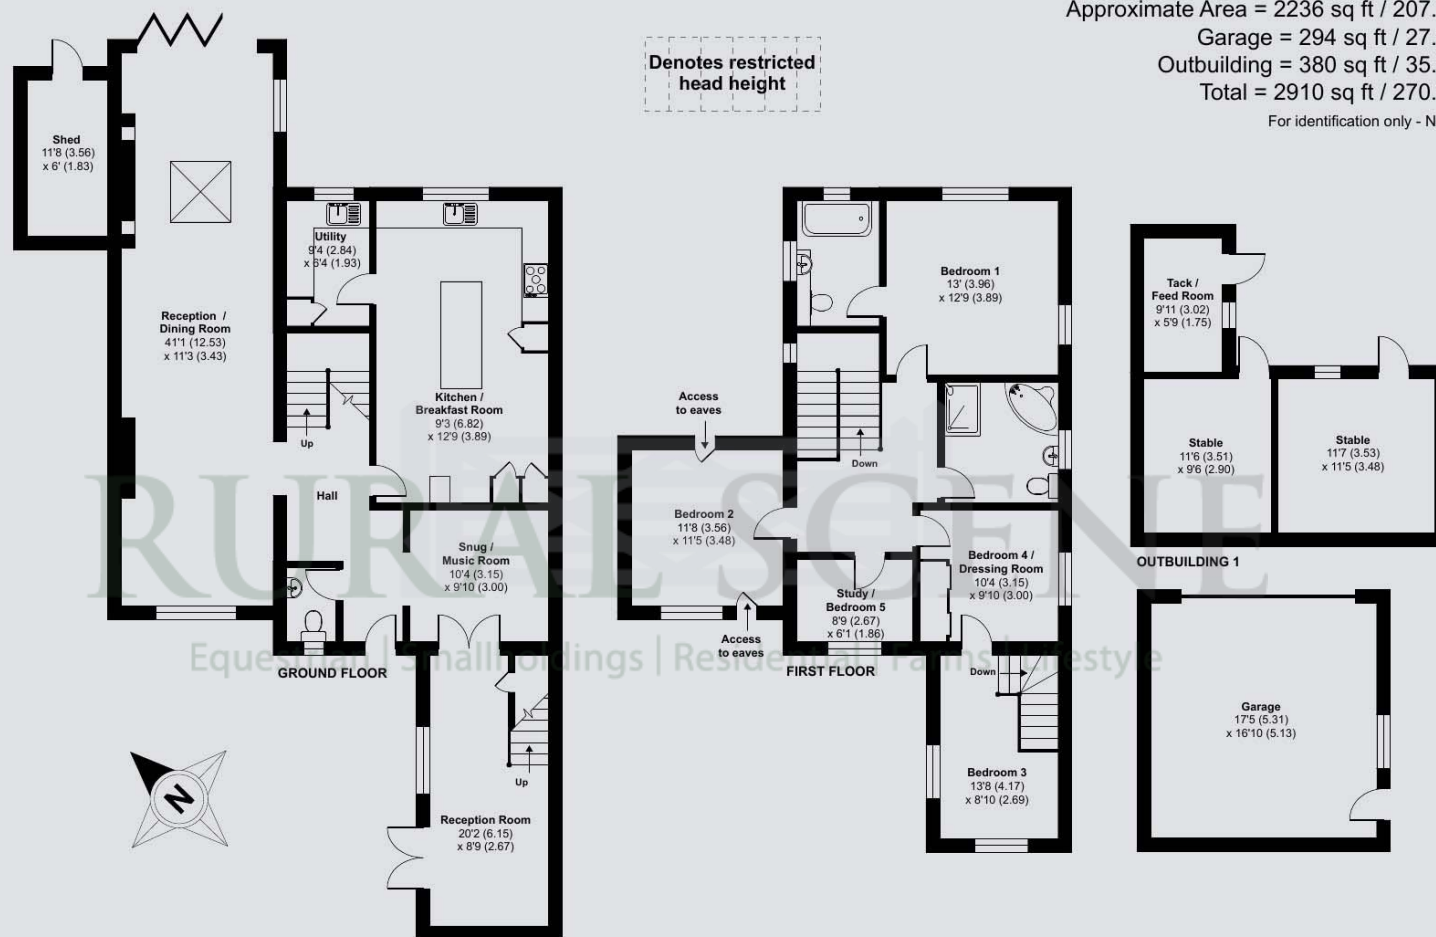 Approximate Area = 2236 sq ft / 207.
Garage = 294 sq ft / 27.
Outbuilding = 380 sq ft / 35.
Total = 2910 sq ft / 270.
For identification only - N
Denotes restricted
head height
Shed
11'8 (3.56)
x 6' (1.83)
Utility
9'4 (2.84)
x 6'4 (1.93)
Reception /
Dining Room
41'1 (12.53)
x 11'3 (3.43)
Kitchen /
Breakfast Room
9'3 (6.82)
x 12'9 (3.89)
Up
Hall
Snug /
Music Room
10'4 (3.15)
x 9'10 (3.00)
GROUND FLOOR
Up
Reception Room
20'2 (6.15)
x 8'9 (2.67)
N
Bedroom 1
13' (3.96)
x 12'9 (3.89)
Access
to eaves
Down
Bedroom 2
11'8 (3.56)
x 11'5 (3.48)
Access
to eaves
Study /
Bedroom 5
8'9 (2.67)
x 6'1 (1.86)
Bedroom 4 /
Dressing Room
10'4 (3.15)
x 9'10 (3.00)
FIRST FLOOR
Down
Bedroom 3
13'8 (4.17)
x 8'10 (2.69)
Tack /
Feed Room
9'11 (3.02)
x 5'9 (1.75)
Stable
11'6 (3.51)
x 9'6 (2.90)
Stable
11'7 (3.53)
x 11'5 (3.48)
OUTBUILDING 1
Garage
17'5 (5.31)
x 16'10 (5.13)
RURAL SCENE
Equestrian | Smallholdings | Residential | Farms | Lifestyle